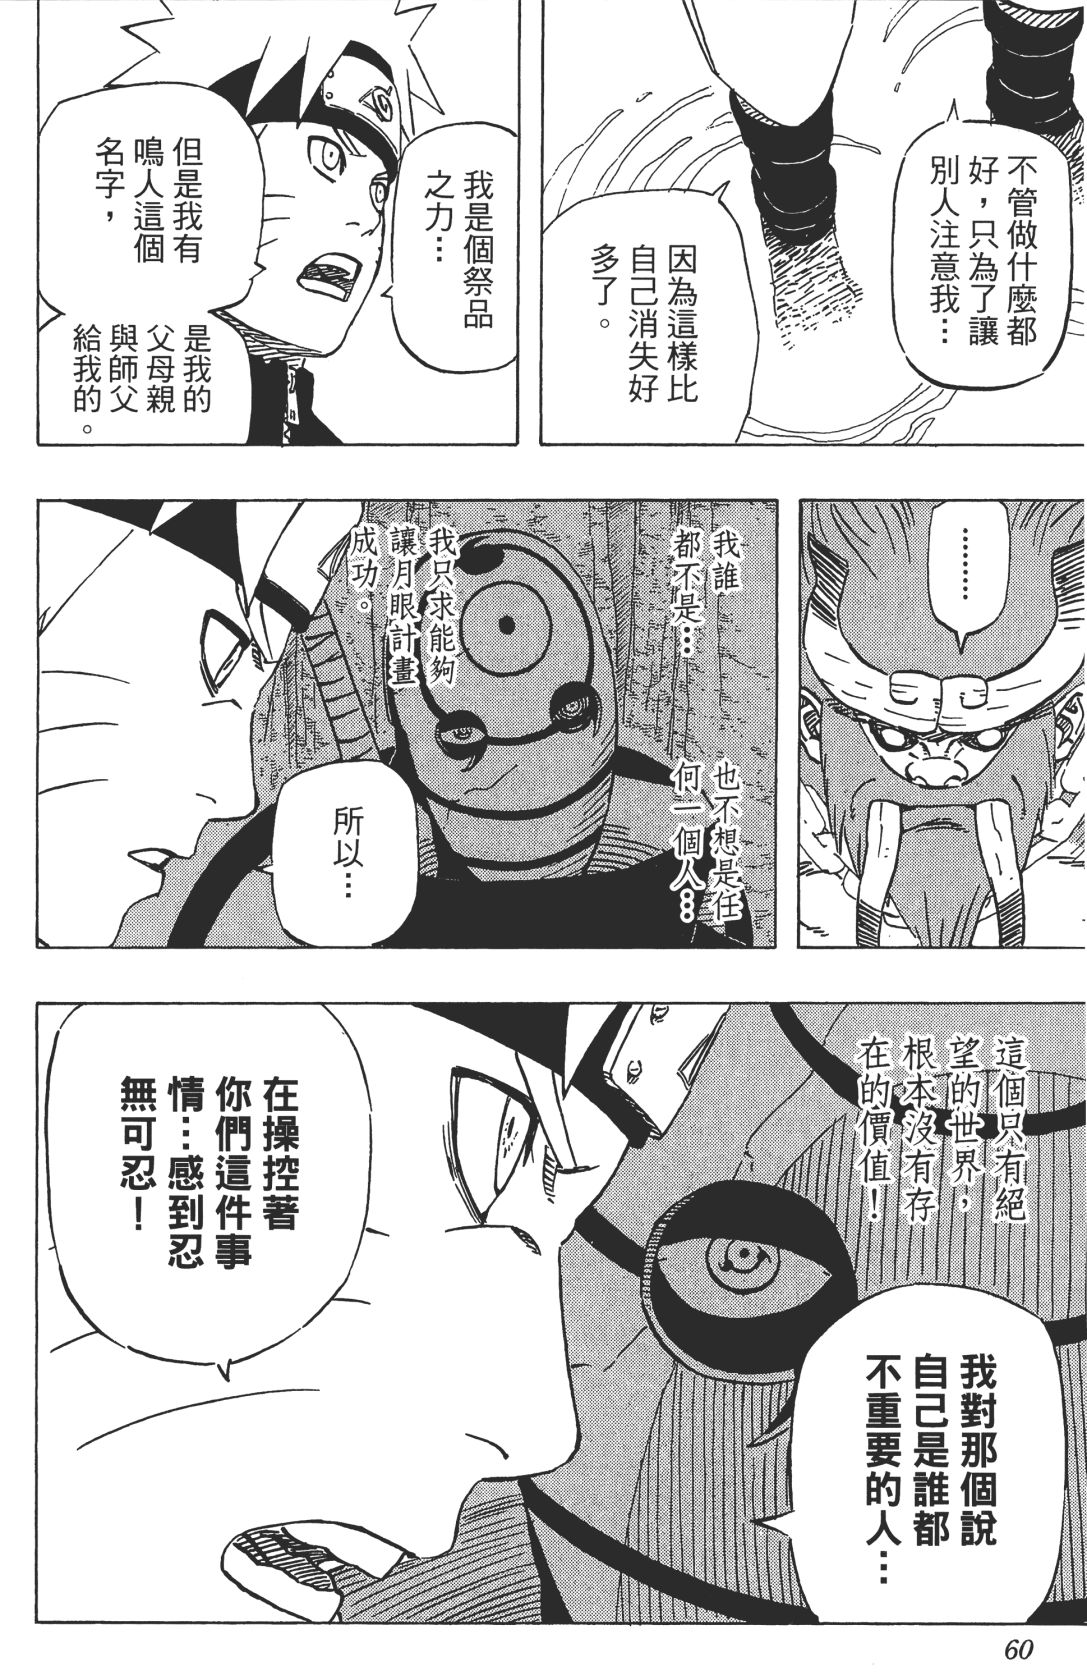 不管做什麼都
好，只為了讓
別人注意我…
因為這樣比
自己消失好
多了。
我是個祭品
之力…
但是我有
鳴人這個
名字，
是我的
父母親
與師父
給我的。
………
我誰
都不是…
也不想是任
何一個人…
我只求能夠
讓月眼計畫
成功。
所以…
這個只有絕
望的世界，
根本沒有存
在的價值！
我對那個說
自己是誰都
不重要的人…
在操控著
你們這件事
情…感到忍
無可忍！
60